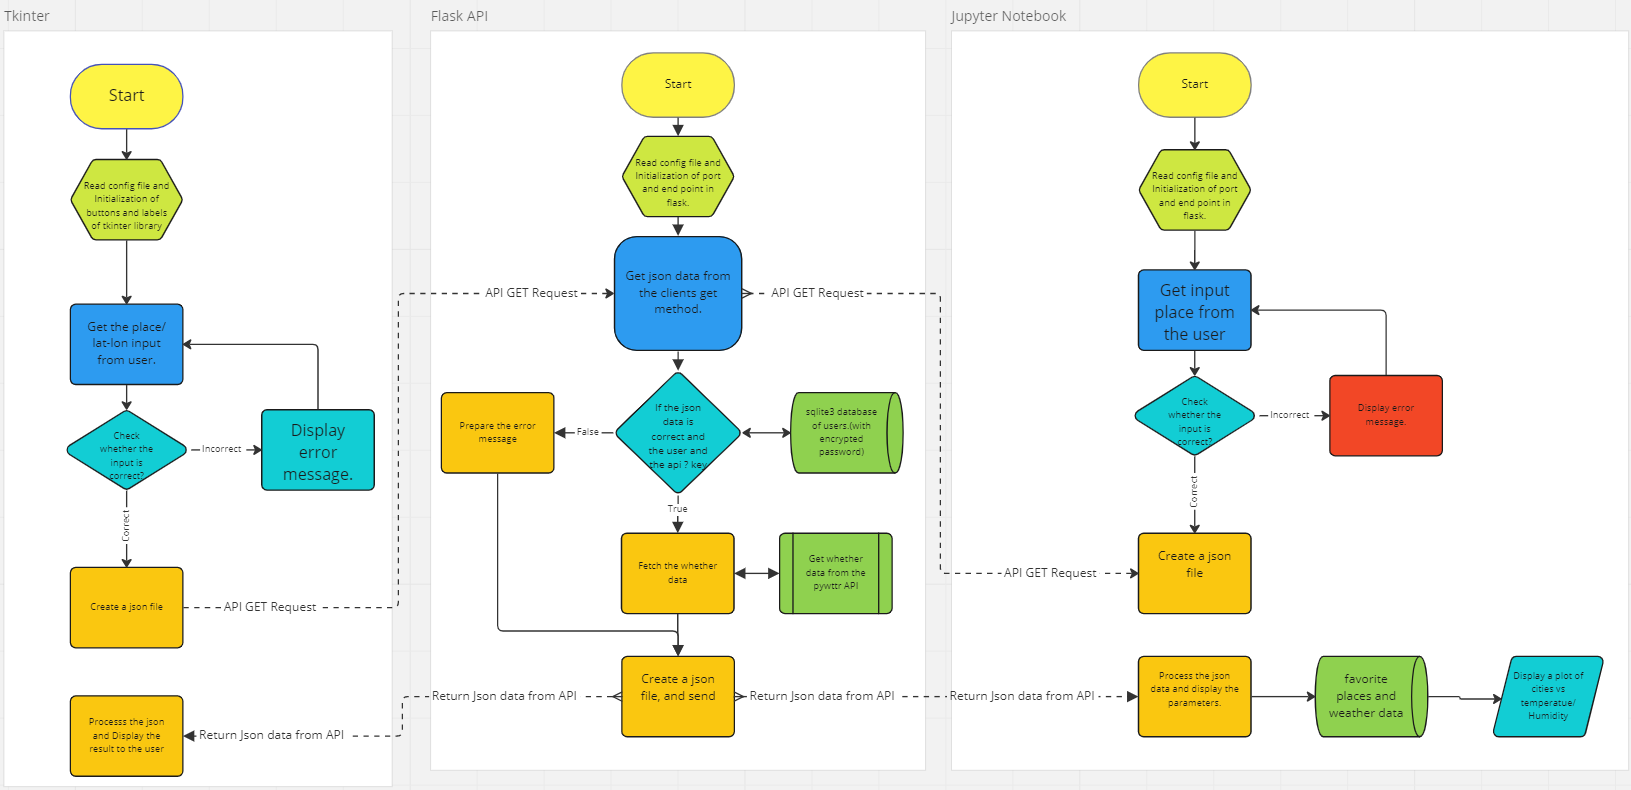 Tkinter
Start
Read config file and
Initialization of
buttons and labels
of tkinter library
Get the place/
lat-lon input
from user.
Check
whether the
input is
correct?
Incorrect
Display
error
message.
Correct
Create a json file
API GET Request
Processs the json
and Display the
result to the user
Return Json data from API
Flask API
Start
Read config file and
Initialization of port
and end point in
flask.
API GET Request
Get json data from
the clients get
method.
API GET Request
If the json
data is
correct and
the user and
the api ? key
False
Prepare the error
message
sqlite3 database
of users.(with
encrypted
password)
True
Fetch the whether
data
Get whether
data from the
pywttr API
Create a json
file, and send
Return Json data from API
Return Json data from API
Jupyter Notebook
Start
Read config file and
Initialization of port
and end point in
flask.
Get input
place from
the user
Check
whether the
input is
correct?
Incorrect
Display error
message.
Correct
API GET Request
Create a json
file
Return Json data from API
Process the json
data and display the
parameters.
favorite
places and
weather data
Display a plot of
cities vs
temperatue/
Humidity